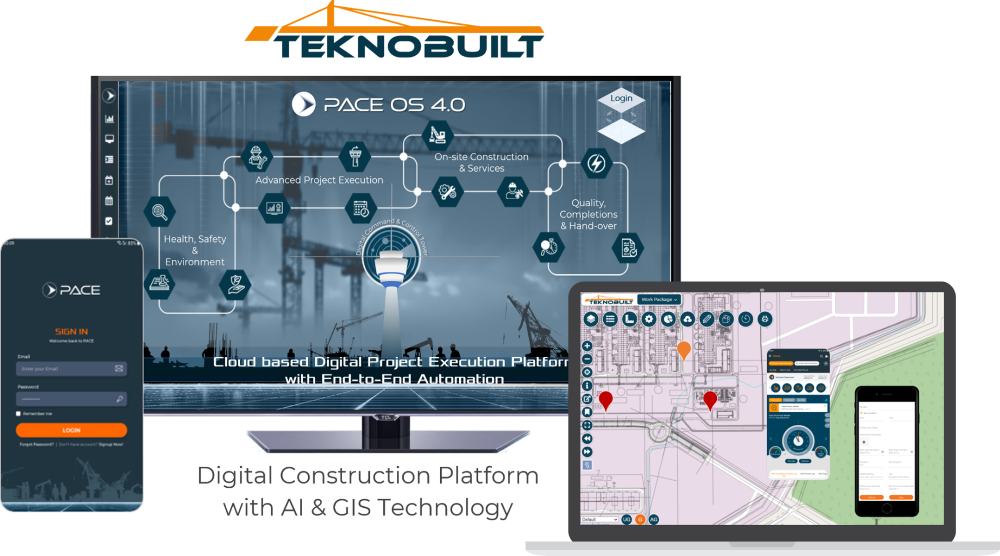 TEKNOBUILT
PACE OS 4.0
Login
On-site Construction
& Services
Advanced Project Execution
Quality,
Completions
& Hand-over
Digital Command & Control Tower
Health, Safety
&
Environment
Cloud based Digital Project Execution Platform
with End-to-End Automation
TCL
85%
PACE
SIGN IN
Welcome back to PACE
Email
Enter your Email
Password
Remember me
LOGIN
Forgot Password? | Don't have account? Signup Now!
Digital Construction Platform
with AI & GIS Technology
TEKNOBUILT
Work Package
Default
UG G AG